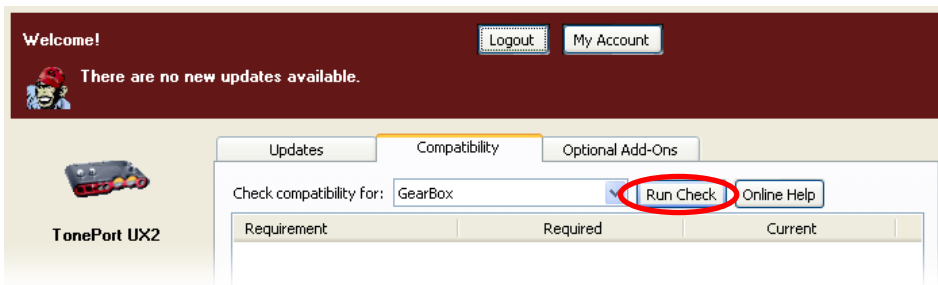 Welcome!
Logout
My Account
There are no new updates available.
Updates
Compatibility
Optional Add-Ons
Check compatibility for:
GearBox
Run Check
Online Help
TonePort UX2
Requirement
Required
Current